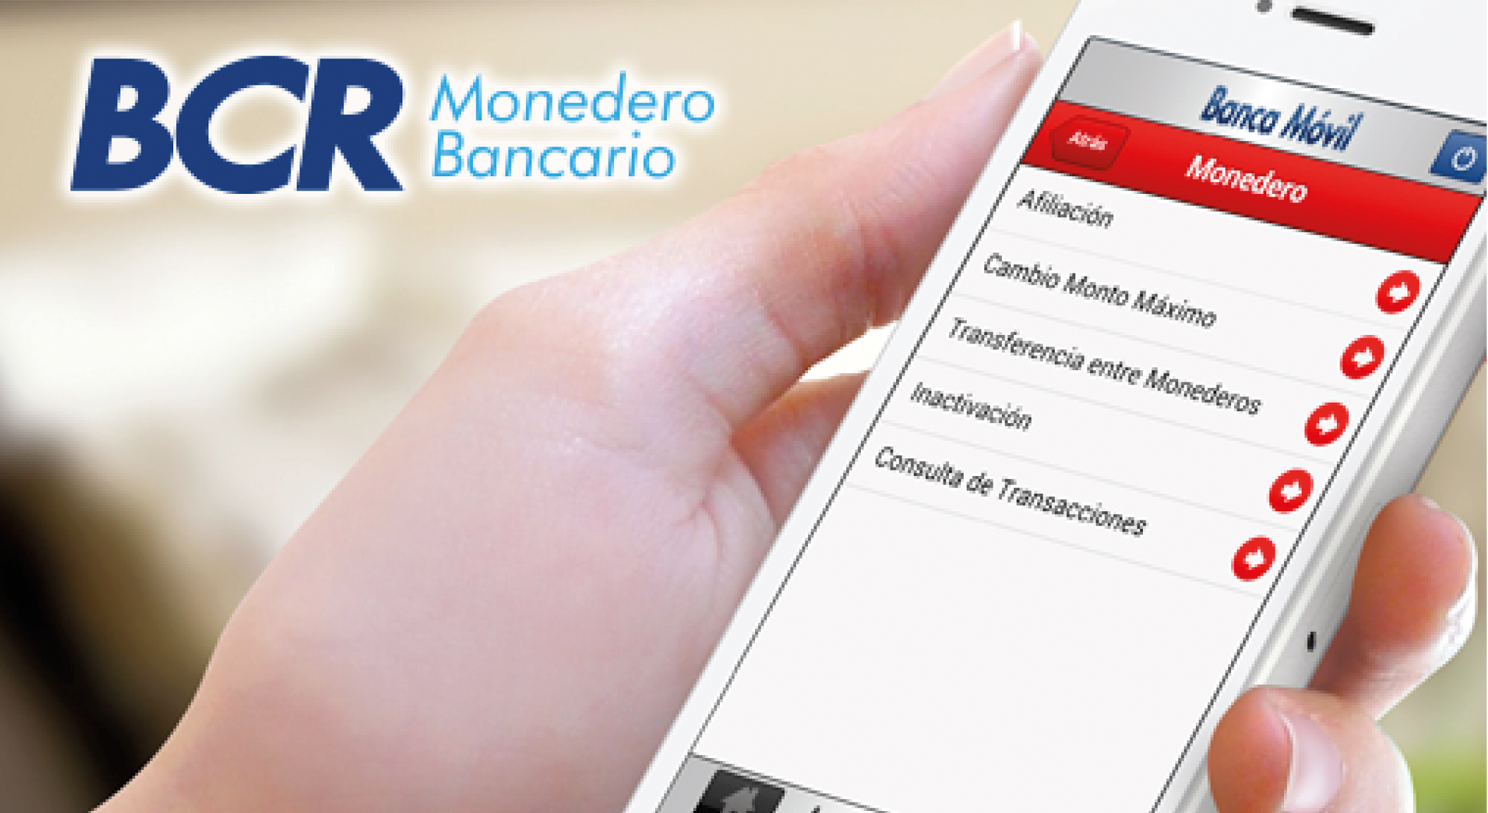 BCR
Monedero
Bancario
Banca Móvil
Atrás
Monedero
Afiliación
Cambio Monto Máximo
Transferencia entre Monederos
Inactivación
Consulta de Transacciones